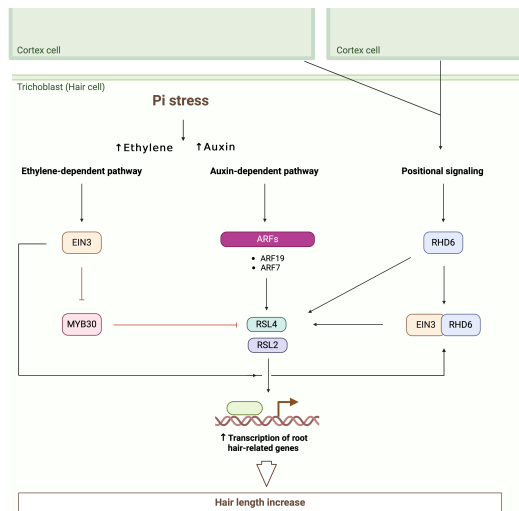 Cortex cell
Cortex cell
Trichoblast (Hair cell)
Pi stress
↑Ethylene ↑Auxin
Ethylene-dependent pathway
Auxin-dependent pathway
Positional signaling
EIN3
ARFs
RHD6
• ARF19
• ARF7
MYB30
RSL4
EIN3
RHD6
RSL2
↑ Transcription of root
hair-related genes
Hair length increase